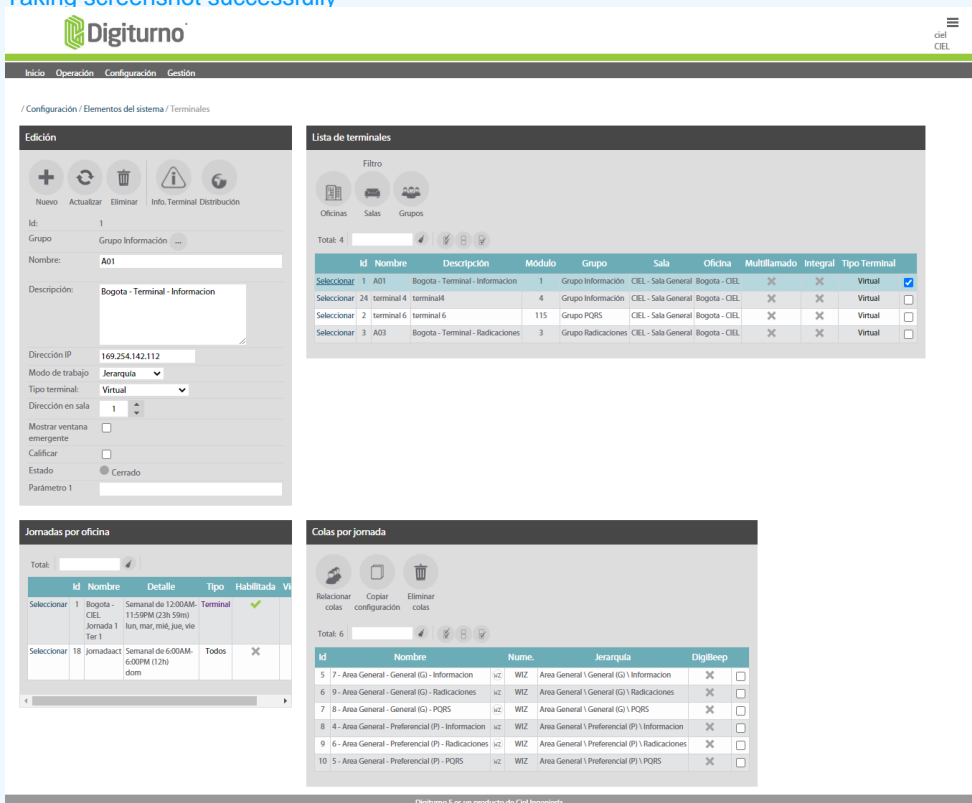 Taking screenshot successfully
Digiturno
ciel
CIEL
Inicio Operación Configuración Gestión
/ Configuración / Elementos del sistema / Terminales
Edición
Nuevo Actualizar Eliminar Info. Terminal Distribución
Id: 1
Grupo Grupo Información ...
Nombre: A01
Descripción: Bogota - Terminal - Informacion
Dirección IP 169.254.142.112
Modo de trabajo Jerarquía
Tipo terminal: Virtual
Dirección en sala 1
Mostrar ventana
emergente
Calificar
Estado Cerrado
Parámetro 1
Lista de terminales
Filtro
Oficinas Salas Grupos
Total: 4
Id Nombre Descripción Módulo Grupo Sala Oficina Multillamado Integral Tipo Terminal
Seleccionar 1 A01 Bogota - Terminal - Informacion 1 Grupo Información CIEL - Sala General Bogota - CIEL Virtual
Seleccionar 24 terminal 4 terminal4 4 Grupo Información CIEL - Sala General Bogota - CIEL Virtual
Seleccionar 2 terminal 6 terminal 6 115 Grupo PQRS CIEL - Sala General Bogota - CIEL Virtual
Seleccionar 3 A03 Bogota - Terminal - Radicaciones 3 Grupo Radicaciones CIEL - Sala General Bogota - CIEL Virtual
Jornadas por oficina
Total:
Id Nombre Detalle Tipo Habilitada Vi
Seleccionar 1 Bogota - Semanal de 12:00AM- Terminal
CIEL 11:59PM (23h 59m)
Jornada 1 lun, mar, mié, jue, vie
Ter 1
Seleccionar 18 jornadaact Semanal de 6:00AM- Todos
6:00PM (12h)
dom
Colas por jornada
Relacionar Copiar Eliminar
colas configuración colas
Total: 6
Id Nombre Nume. Jerarquía DigiBeep
5 7 - Area General - General (G) - Informacion WZ WIZ Area General \ General (G) \ Informacion
6 9 - Area General - General (G) - Radicaciones WZ WIZ Area General \ General (G) \ Radicaciones
7 8 - Area General - General (G) - PQRS WZ WIZ Area General \ General (G) \ PQRS
8 4 - Area General - Preferencial (P) - Informacion WZ WIZ Area General \ Preferencial (P) \ Informacion
9 6 - Area General - Preferencial (P) - Radicaciones WZ WIZ Area General \ Preferencial (P) \ Radicaciones
10 5 - Area General - Preferencial (P) - PQRS WZ WIZ Area General \ Preferencial (P) \ PQRS
Digiturno 5 es un producto de Ciel Ingeniería